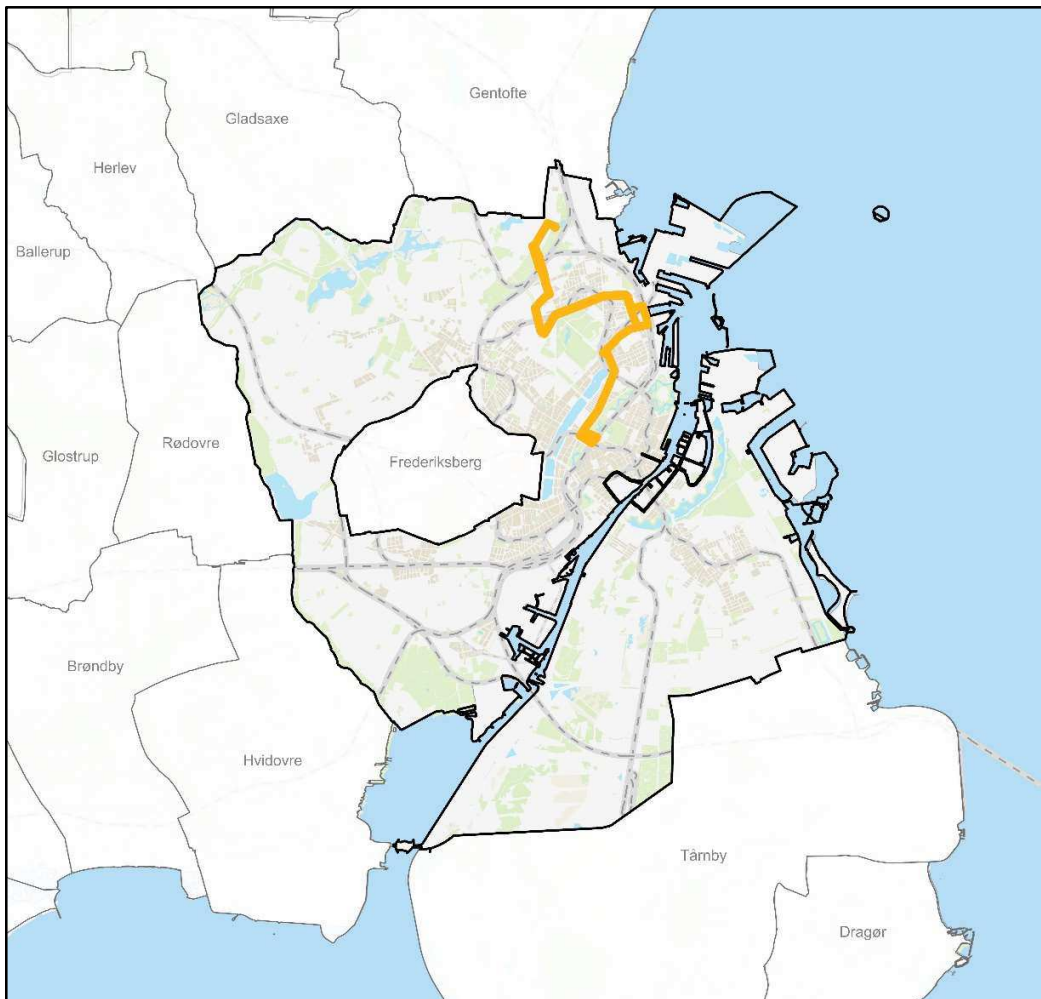 Gentofte
Gladsaxe
Herlev
Ballerup
Rødovre
Frederiksberg
Glostrup
Brøndby
Hvidovre
Tårnby
Dragør